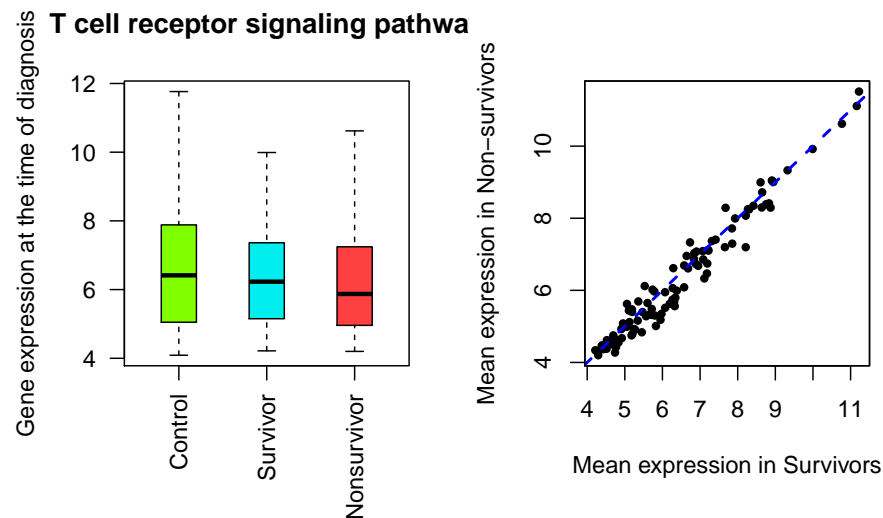 T cell receptor signaling pathwa
Gene expression at the time of diagnosis
12
10
8
6
4
Control
Survivor
Nonsurvivor
Mean expression in Non−survivors
10
8
6
4
4 5 6 7 8 9 11
Mean expression in Survivors